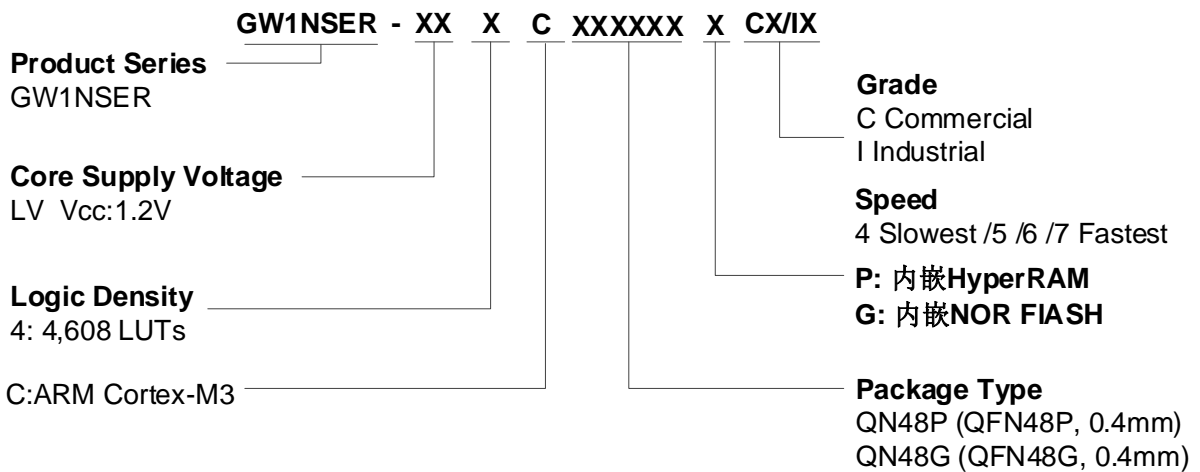 GW1NSER - XX X C XXXXXX X CX/IX
Product Series
GW1NSER
Core Supply Voltage
LV Vcc:1.2V
Logic Density
4: 4,608 LUTs
C:ARM Cortex-M3
Grade
C Commercial
I Industrial
Speed
4 Slowest /5 /6 /7 Fastest
P: 内嵌HyperRAM
G: 内嵌NOR FIASH
Package Type
QN48P (QFN48P, 0.4mm)
QN48G (QFN48G, 0.4mm)